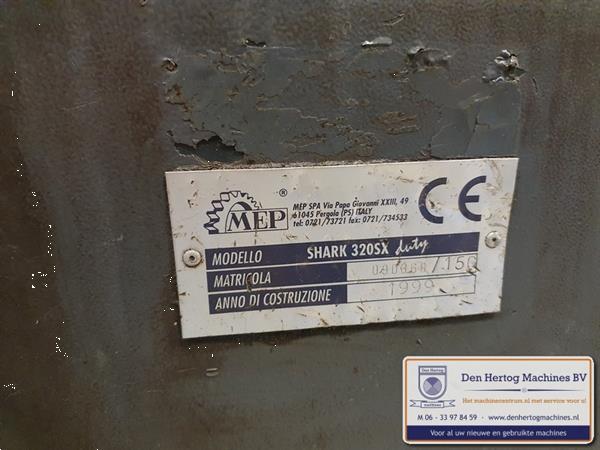 MEP
®
MEP SPA Via Papa Giovanni XXIII, 49
61045 Pergola (PS) ITALY
tel: 0721/73721 fax: 0721/734533
CE
MODELLO SHARK 320SX duty
MATRICOLA /150
ANNO DI COSTRUZIONE 1999
Den Hertog Machines BV
Het machinecentrum.nl met service voor u!
M 06 - 33 97 84 59 - www.denhertogmachines.nl
Voor al uw nieuwe en gebruikte machines